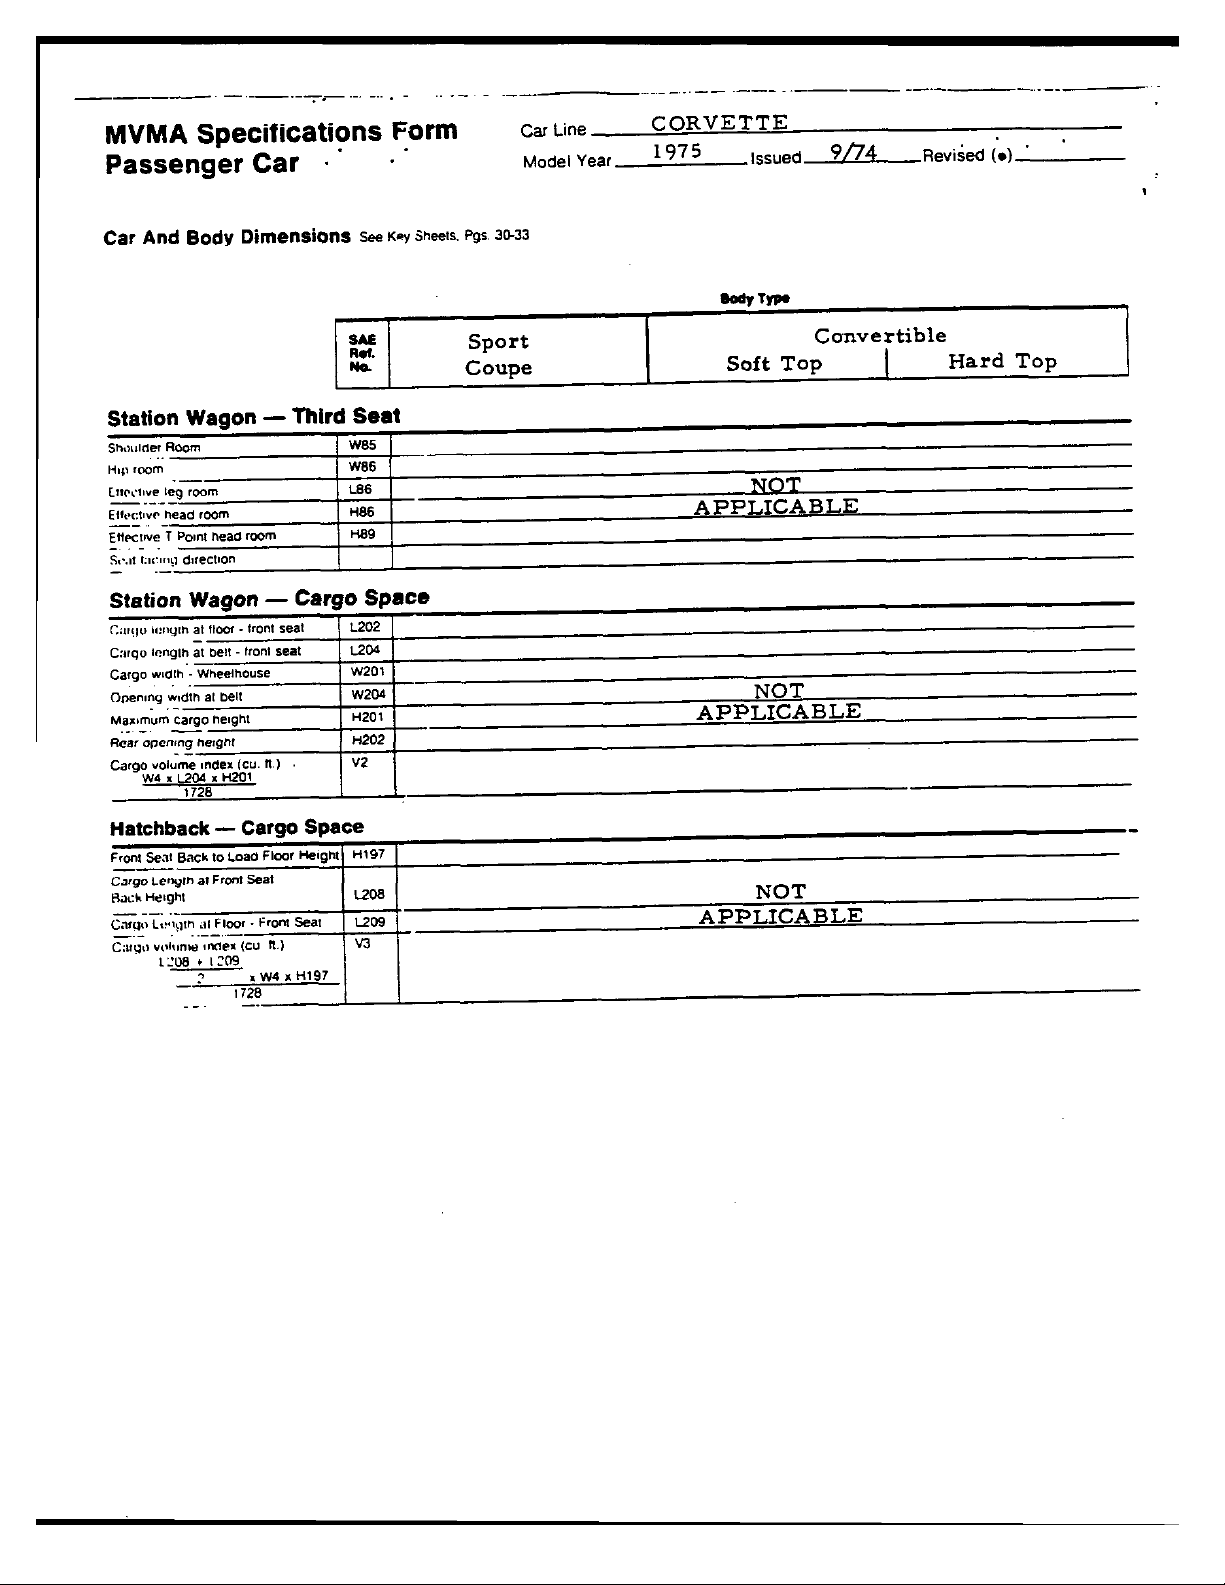 MVMA Specifications Form
Passenger Car
Car Line CORVETTE
Model Year 1975 Issued 9/74 Revised (•)
Car And Body Dimensions See Key Sheets, Pgs. 30-33
Body Type
SAE Ref. No.
Sport Coupe
Convertible
Soft Top Hard Top
Station Wagon — Third Seat
Shoulder Room W85
Hip room W86
Effective leg room L86
Effective head room H86
Effective T Point head room H89
Seat facing direction
NOT
APPLICABLE
Station Wagon — Cargo Space
Cargo length at floor - front seat L202
Cargo length at belt - front seat L204
Cargo width - Wheelhouse W201
Opening width at belt W204
Maximum cargo height H201
Rear opening height H202
Cargo volume index (cu. ft.) V2
W4 x L204 x H201
1728
NOT
APPLICABLE
Hatchback — Cargo Space
Front Seat Back to Load Floor Height H197
Cargo Length at Front Seat
Back Height L208
Cargo Length at Floor - Front Seat L209
Cargo volume index (cu. ft.) V3
L208 + L209
2 x W4 x H197
1728
NOT
APPLICABLE